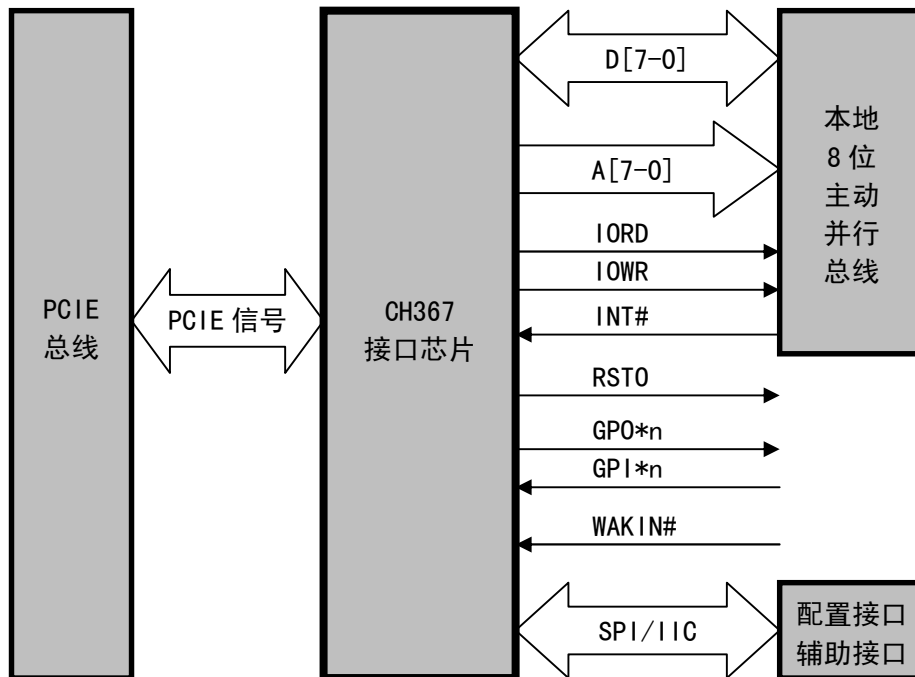 PCIE
总线
PCIE 信号
CH367
接口芯片
D[7-0]
A[7-0]
IORD
IOWR
INT#
RSTO
GPO*n
GPI*n
WAKIN#
SPI/IIC
本地
8 位
主动
并行
总线
配置接口
辅助接口